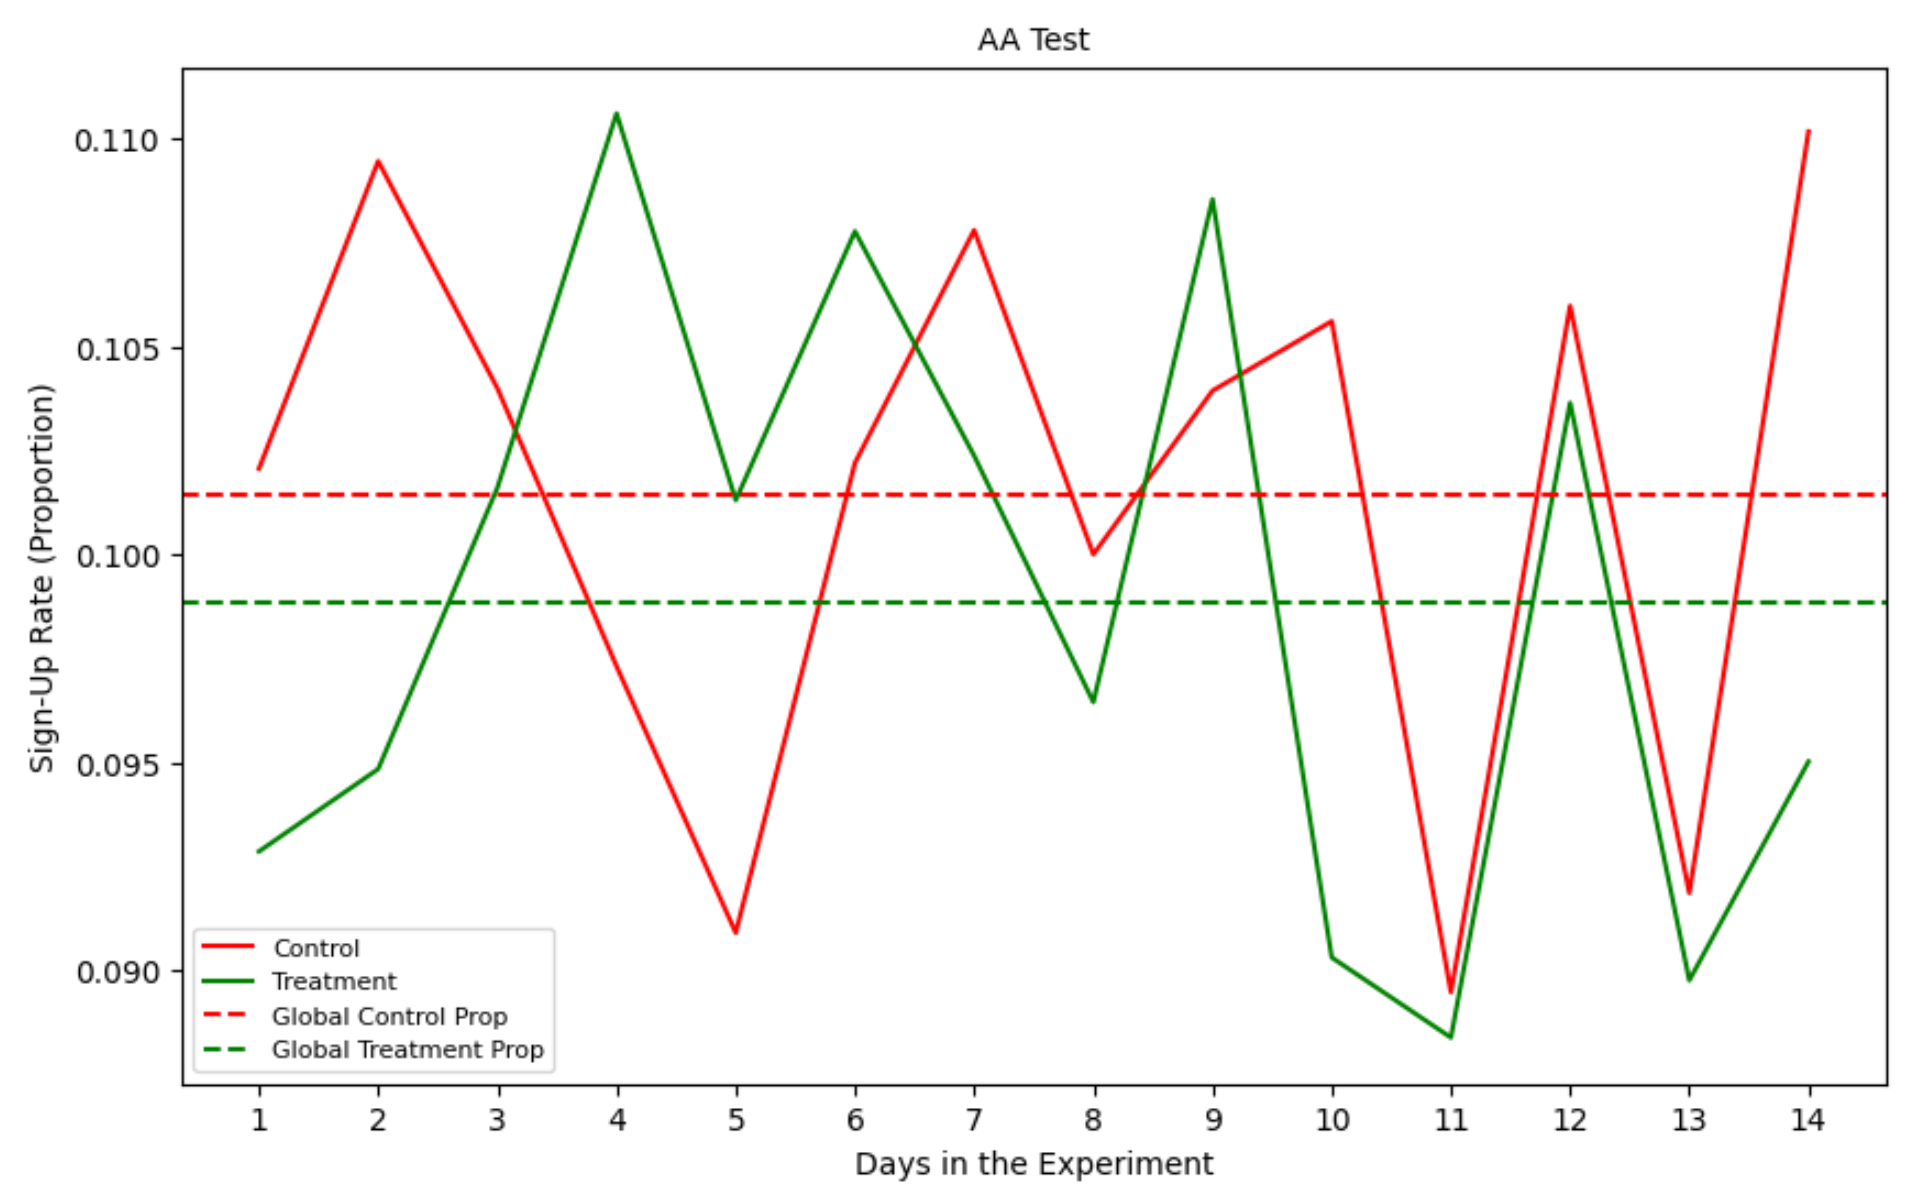 AA Test
Sign-Up Rate (Proportion)
0.110
0.105
0.100
0.095
0.090
Control
Treatment
Global Control Prop
Global Treatment Prop
1 2 3 4 5 6 7 8 9 10 11 12 13 14
Days in the Experiment